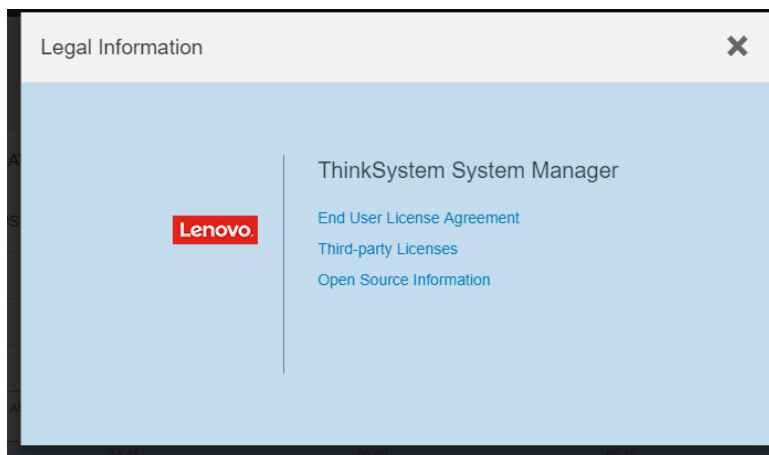 Legal Information
ThinkSystem System Manager
Lenovo
End User License Agreement
Third-party Licenses
Open Source Information